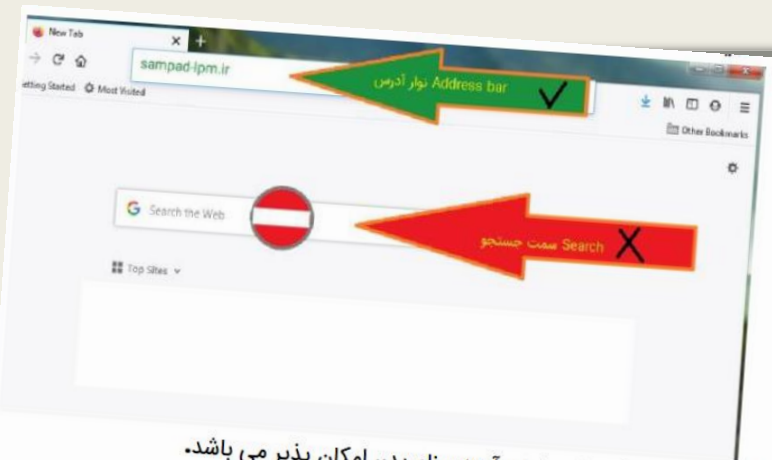 New Tab
sampad-lpm.ir
Address bar نوار آدرس
etting Started Most Visited
Other Bookmarks
Search the Web
Search سمت جستجو
Top Sites
امکان پذیر می باشد.